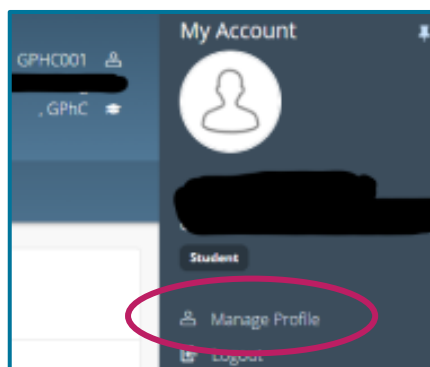 My Account
GPHC001
, GPhC
Student
Manage Profile
Logout